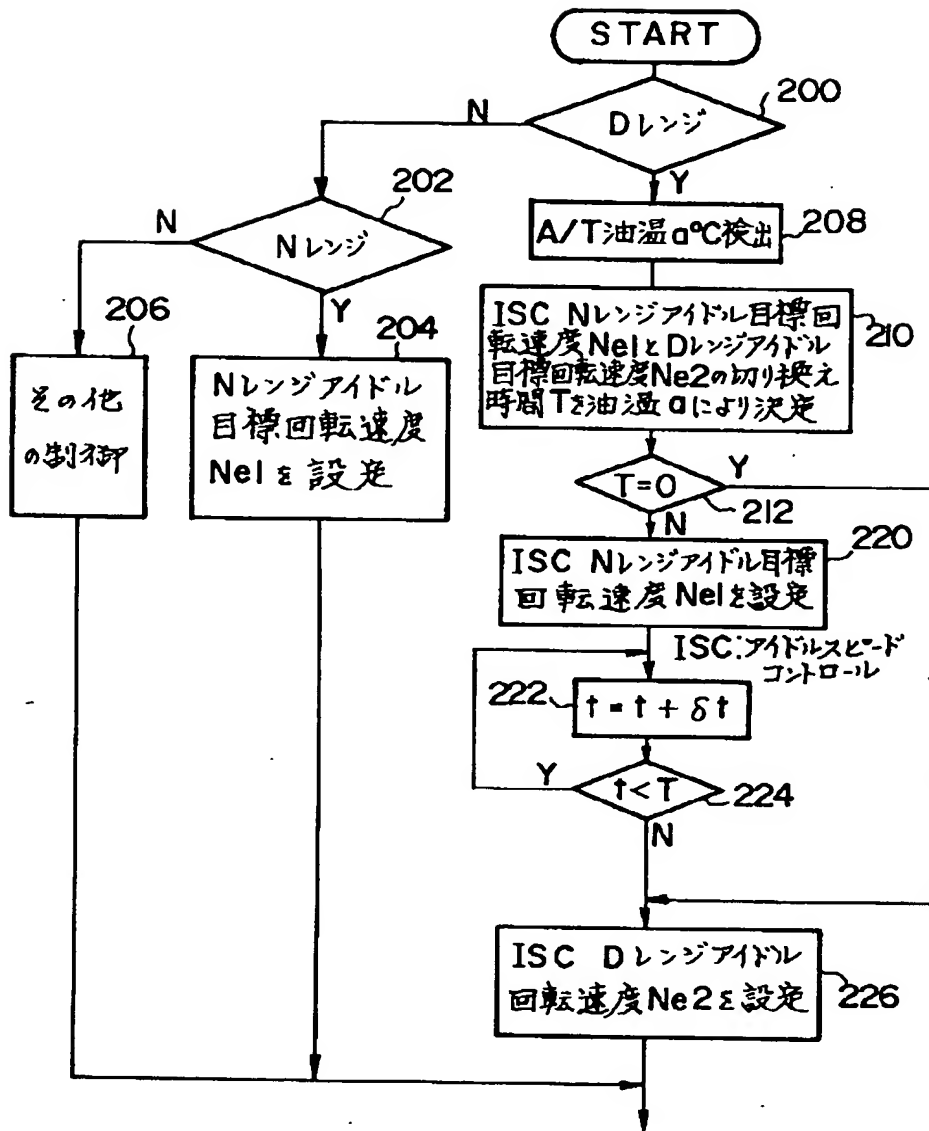 START
200
Dレンジ
N
Y
202
Nレンジ
N
Y
A/T油温a°C検出
208
206
その他
の制御
204
Nレンジアイドル
目標回転速度
Ne1を設定
ISC Nレンジアイドル目標回
転速度Ne1とDレンジアイドル
目標回転速度Ne2の切り換え
時間Tを油温aにより決定
210
T=0
Y
212
N
220
ISC Nレンジアイドル目標
回転速度Ne1を設定
ISC:アイドルスピード
コントロール
222
t = t + δt
Y
t<T
224
N
ISC Dレンジアイドル
回転速度Ne2を設定
226